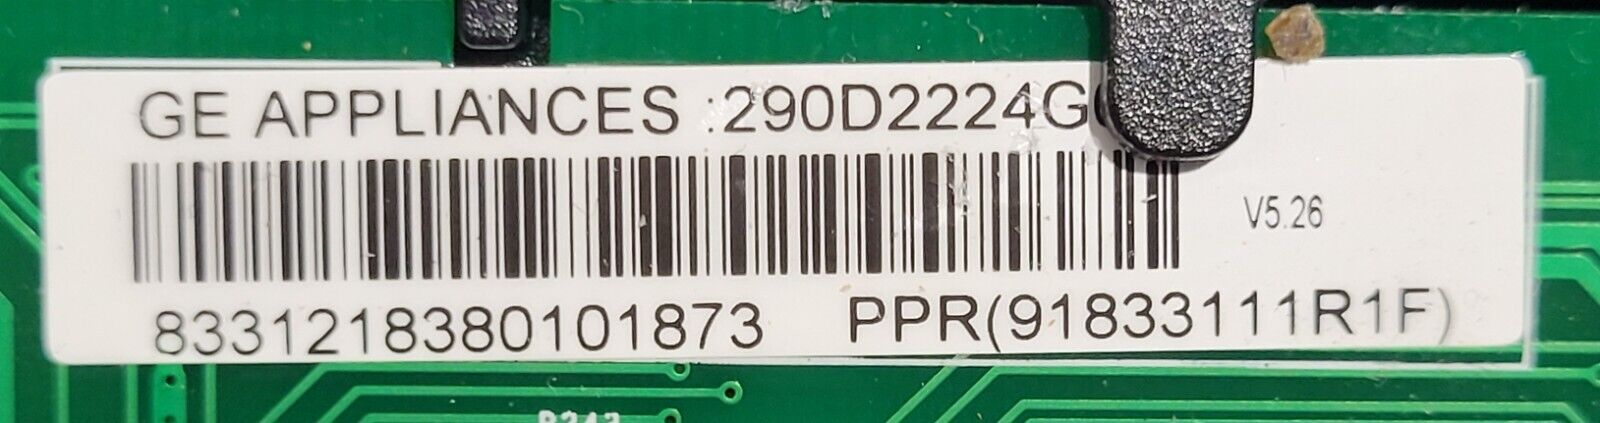 GE APPLIANCES :290D2224G
V5.26
8331218380101873 PPR(91833111R1F)